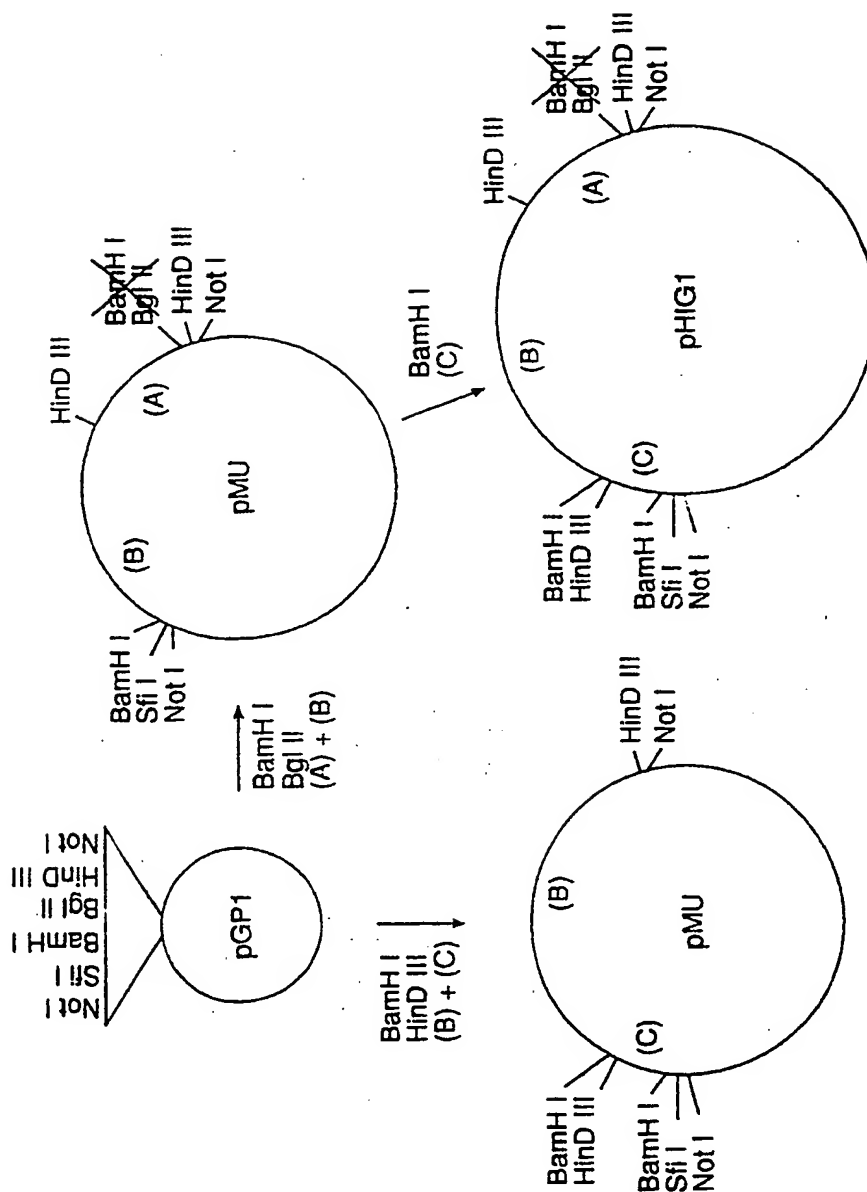 Not I
Sfi I
BamH I
Bgl II
HinD III
Not I
pGP1
BamH I
Bgl II
(A) + (B)
BamH I
Sfi I
Not I
(B)
HinD III
(A)
BamH I
Bgl II
HinD III
Not I
pMU
BamH I
HinD III
(B) + (C)
BamH I
(C)
BamH I
HinD III
BamH I
Sfi I
Not I
(C)
(B)
HinD III
Not I
pMU
BamH I
HinD III
BamH I
Sfi I
Not I
(C)
(B)
HinD III
(A)
BamH I
Bgl II
HinD III
Not I
pHIG1